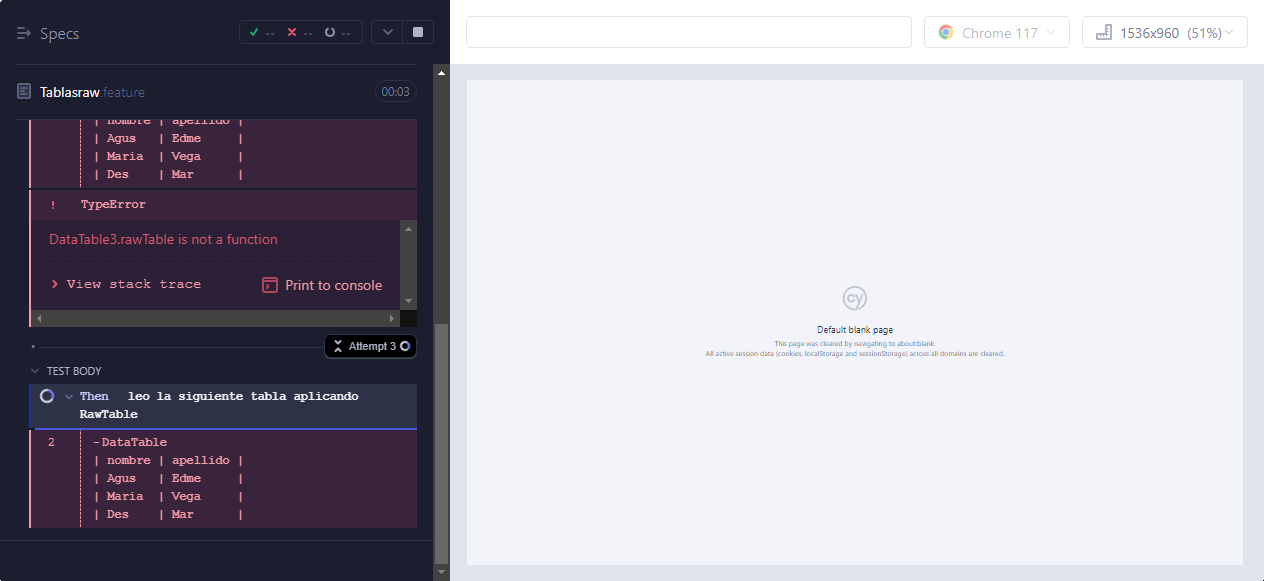 Specs
-- -- --
Chrome 117
1536x960 (51%)
Tablasraw.feature
00:03
| nombre | apellido |
| Agus | Edme |
| Maria | Vega |
| Des | Mar |
! TypeError
DataTable3.rawTable is not a function
View stack trace
Print to console
Attempt 3
TEST BODY
Then leo la siguiente tabla aplicando
RawTable
2 -DataTable
| nombre | apellido |
| Agus | Edme |
| Maria | Vega |
| Des | Mar |
cy
Default blank page
This page was cleared by navigating to about:blank.
All active session data (cookies, localStorage and sessionStorage) across all domains are cleared.